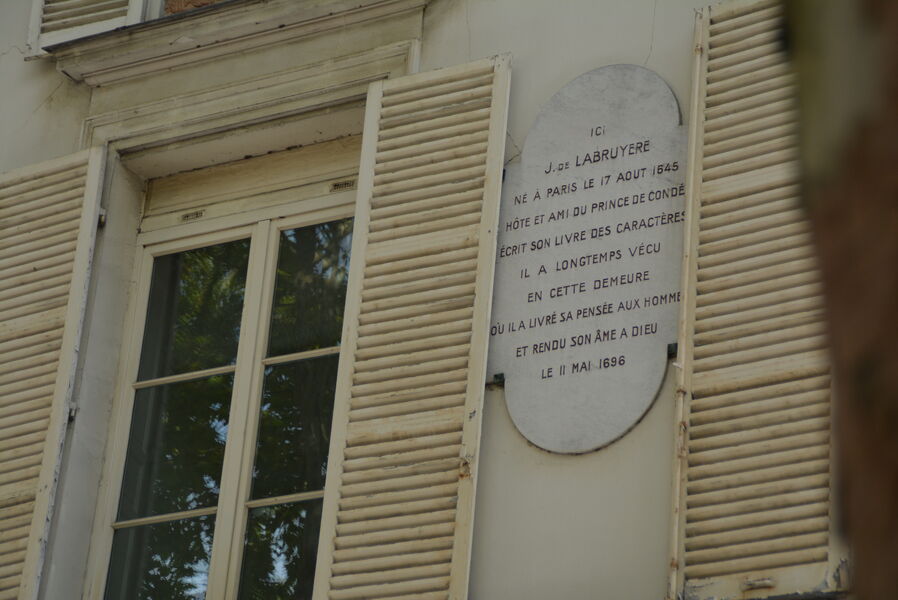 ICI
J. DE LABRUYERE
NÉ À PARIS LE 17 AOUT 1645
HÔTE ET AMI DU PRINCE DE CONDÉ
ÉCRIT SON LIVRE DES CARACTÈRES
IL A LONGTEMPS VÉCU
EN CETTE DEMEURE
OÙ IL A LIVRÉ SA PENSÉE AUX HOMME
ET RENDU SON ÂME A DIEU
LE 11 MAI 1696